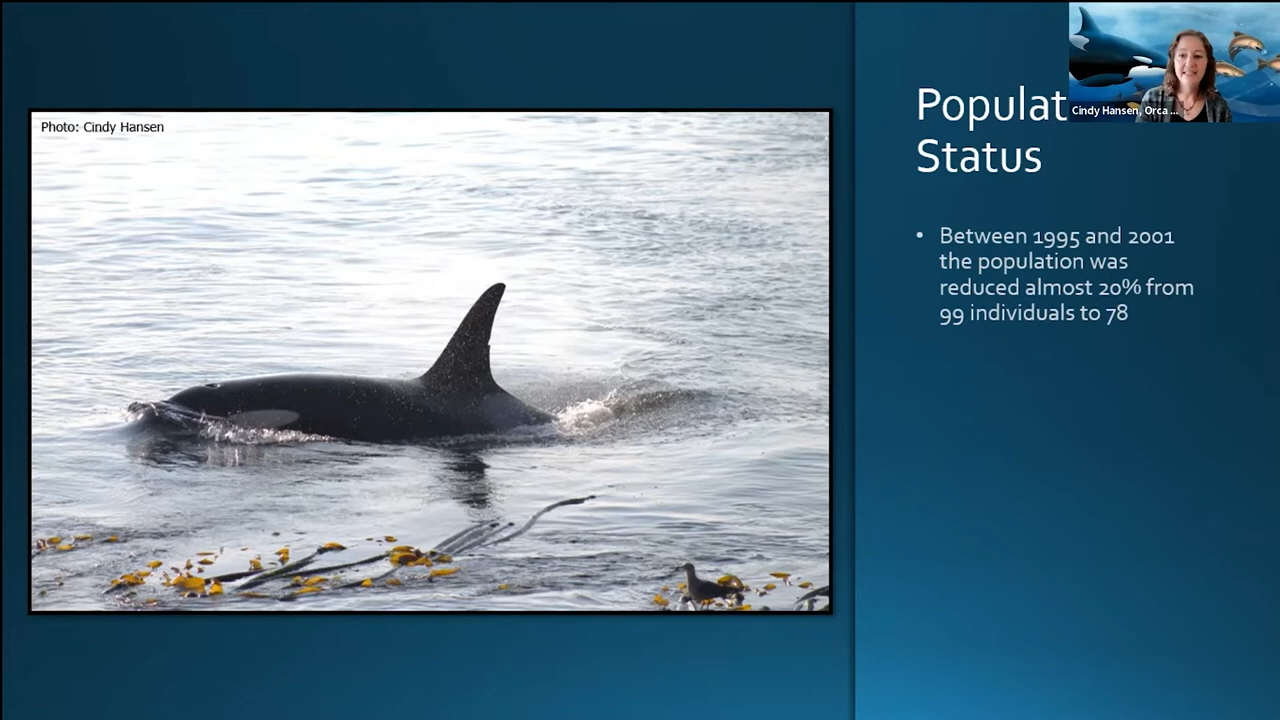 Photo: Cindy Hansen
Cindy Hansen, Orca ...
Populat
Status
• Between 1995 and 2001
the population was
reduced almost 20% from
99 individuals to 78